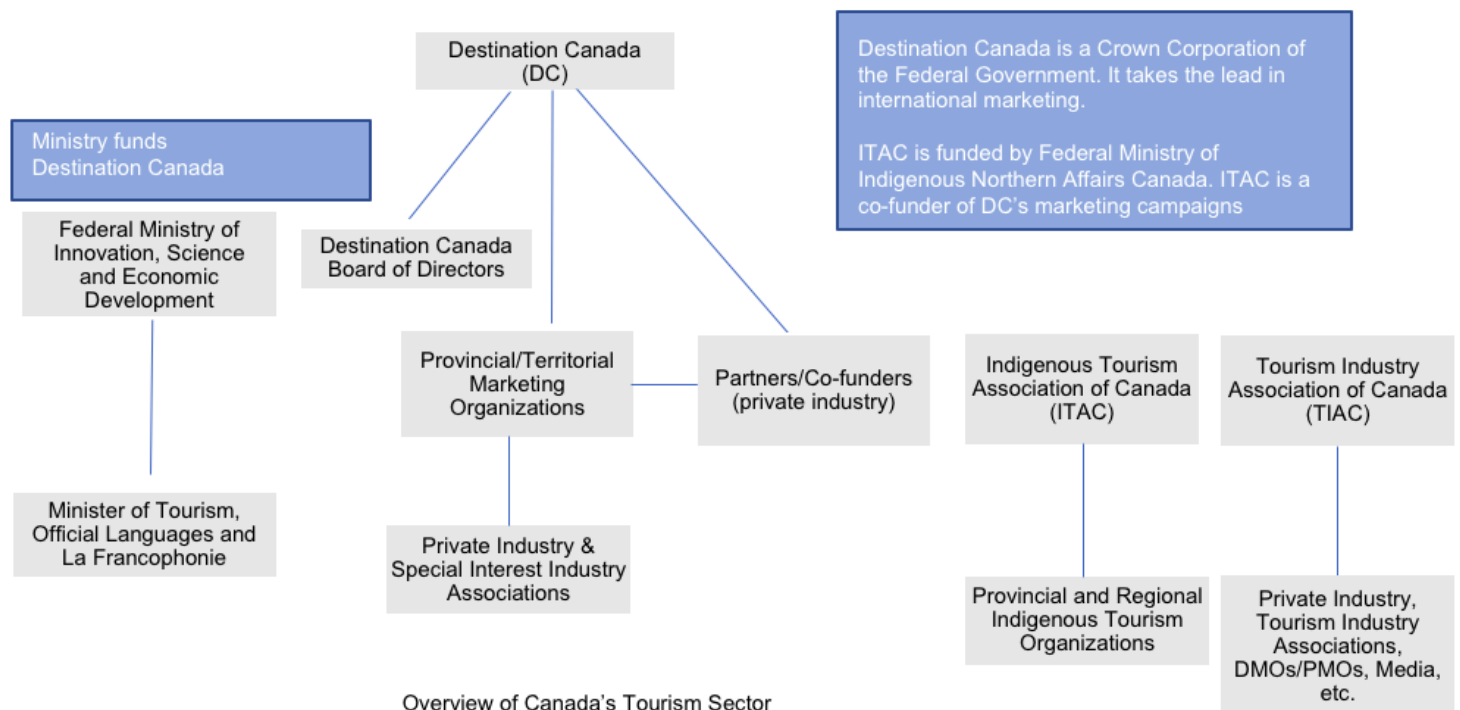 Destination Canada
(DC)
Destination Canada is a Crown Corporation of
the Federal Government. It takes the lead in
international marketing.
ITAC is funded by Federal Ministry of
Indigenous Northern Affairs Canada. ITAC is a
co-funder of DC's marketing campaigns
Ministry funds
Destination Canada
Federal Ministry of
Innovation, Science
and Economic
Development
Destination Canada
Board of Directors
Provincial/Territorial
Marketing
Organizations
Partners/Co-funders
(private industry)
Indigenous Tourism
Association of Canada
(ITAC)
Tourism Industry
Association of Canada
(TIAC)
Minister of Tourism,
Official Languages and
La Francophonie
Private Industry &
Special Interest Industry
Associations
Provincial and Regional
Indigenous Tourism
Organizations
Private Industry,
Tourism Industry
Associations,
DMOs/PMOs, Media,
etc.
Overview of Canada's Tourism Sector